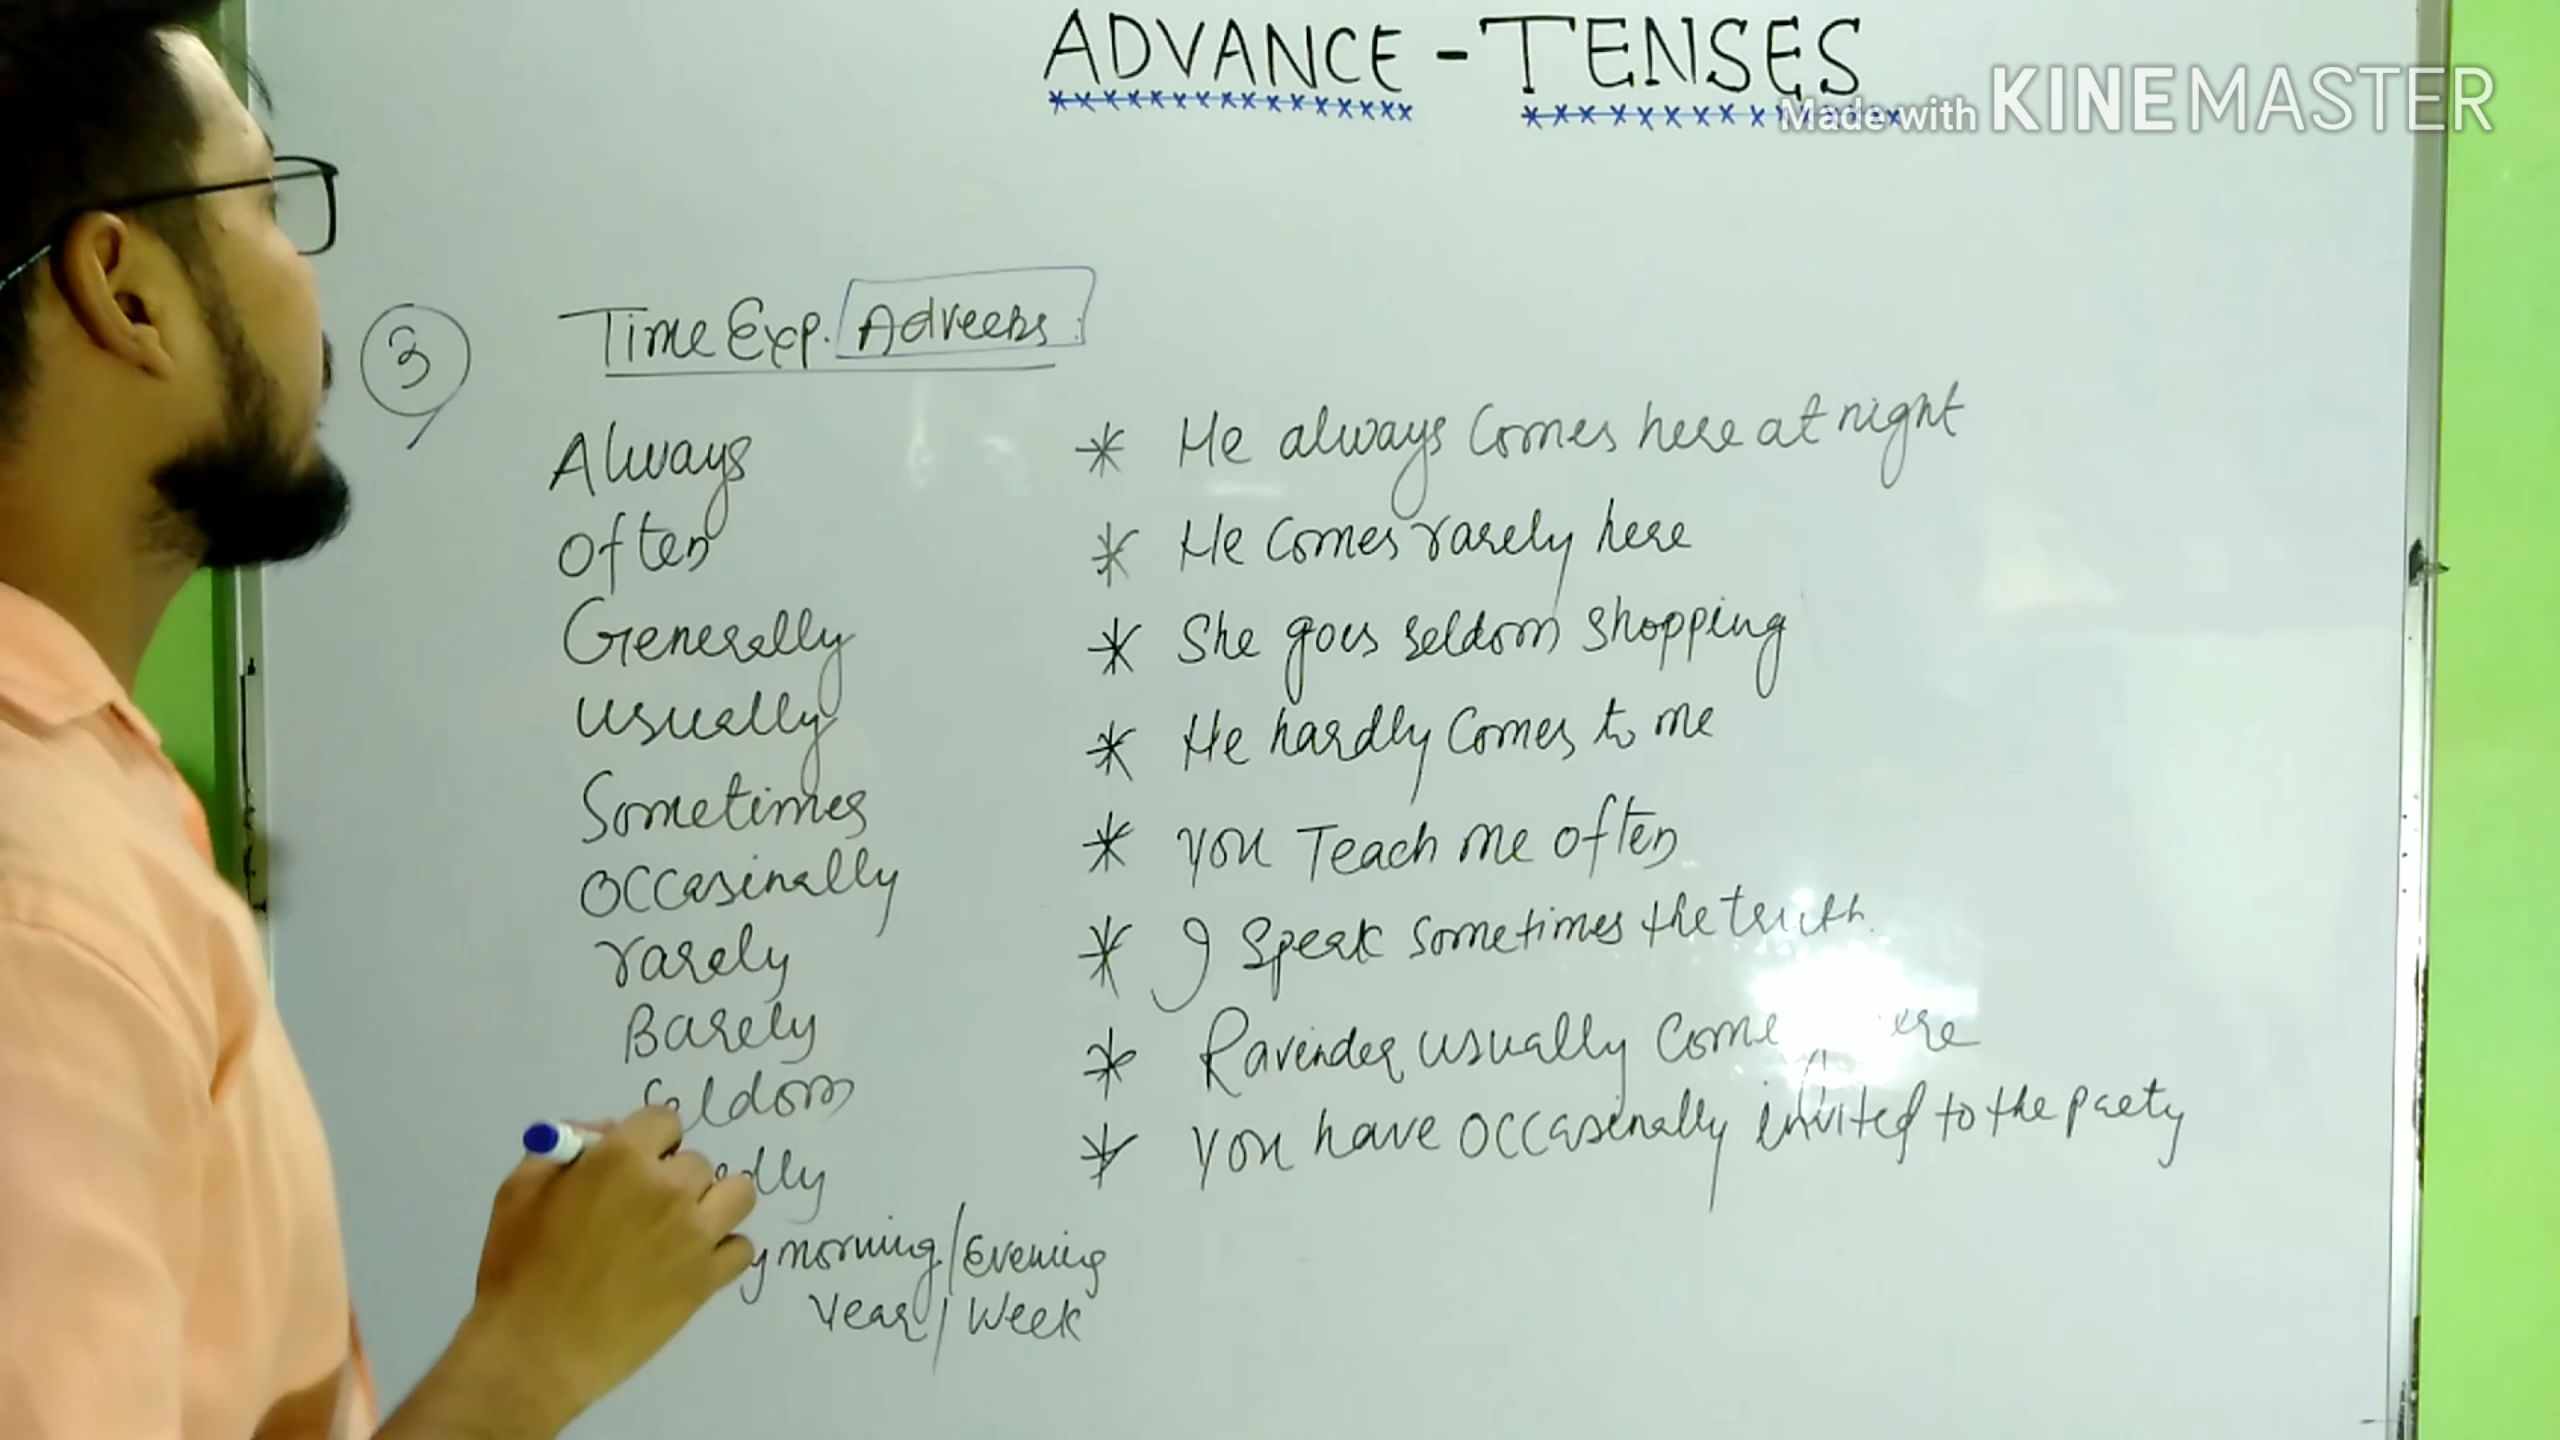 ADVANCE - TENSES
Made with KINEMASTER
3
Time Exp. Adverbs
Always
Often
Generally
Usually
Sometimes
Occasinally
rarely
Barely
Seldom
morning / Evening
Year / Week
* He always Comes here at night
* He Comes rarely here
* She goes seldom shopping
* He hardly Comes to me
* You Teach me often
* I Speak Sometimes the truth.
* Ravinder usually
* You have Occasinally invited to the party